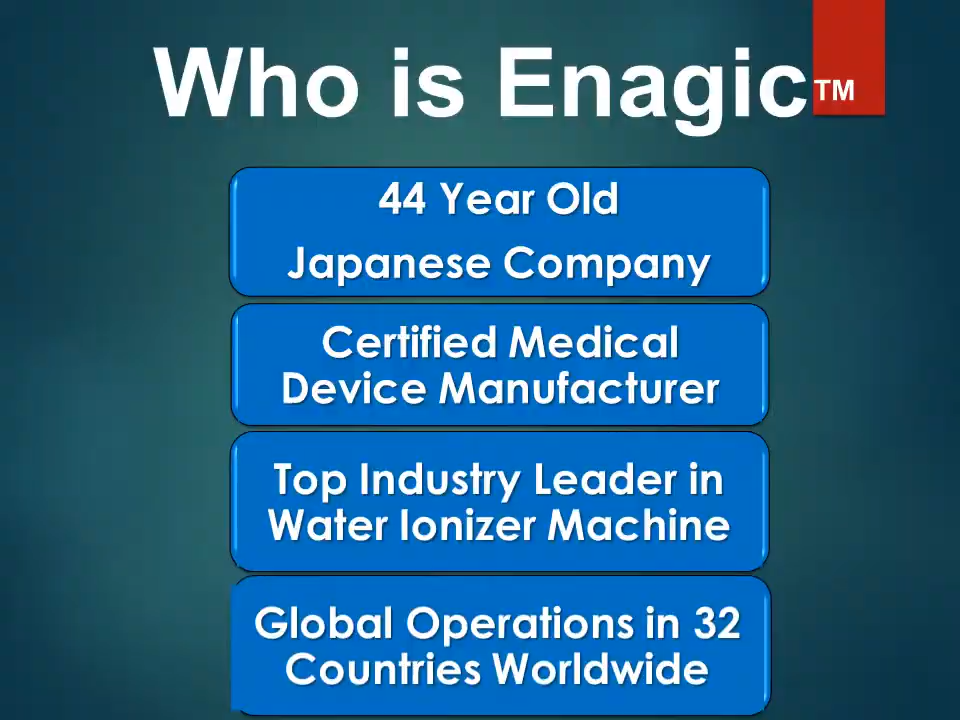 Who is Enagic™
44 Year Old
Japanese Company
Certified Medical
Device Manufacturer
Top Industry Leader in
Water Ionizer Machine
Global Operations in 32
Countries Worldwide